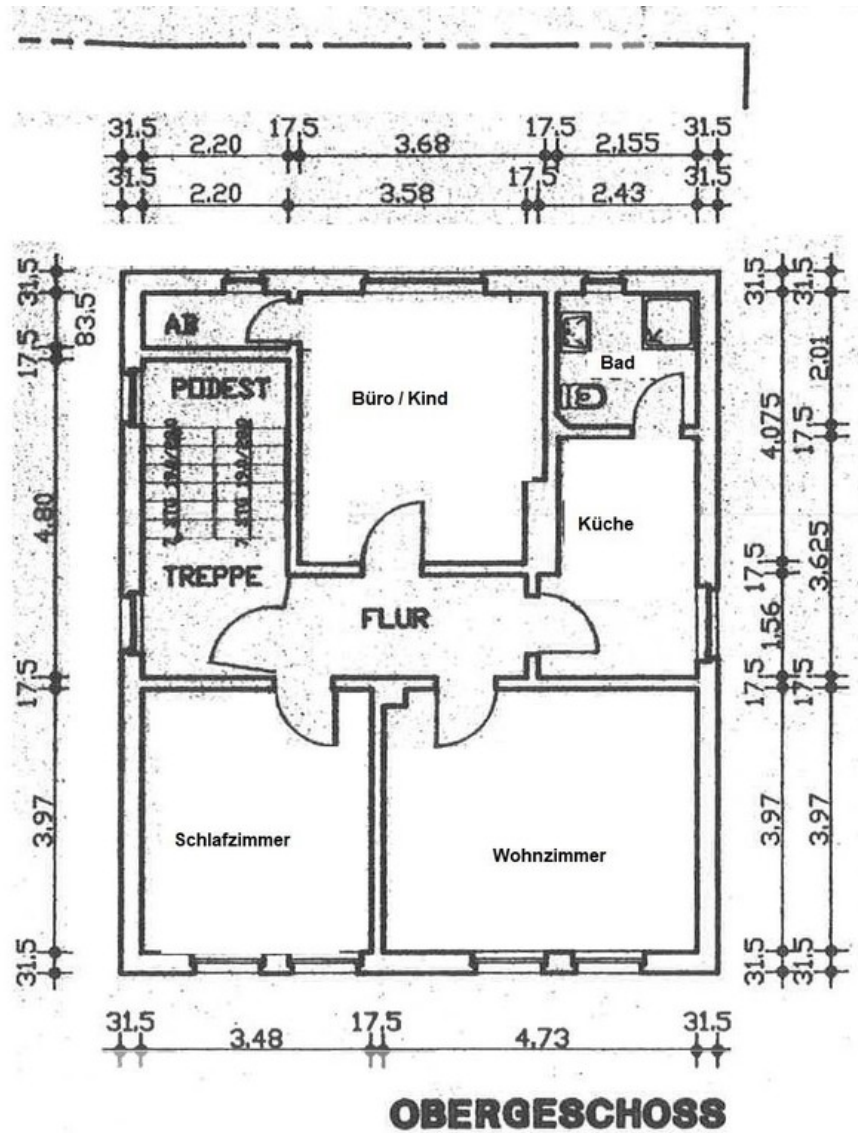 31.5 2.20 17.5 3.68 17.5 2.155 31.5
31.5 2.20 3.58 17.5 2.43 31.5
31.5
83.5
17.5
4.80
17.5
3.97
31.5
AB
PODEST
7 STG
7 STG
TREPPE
Büro / Kind
Bad
Küche
FLUR
Schlafzimmer
Wohnzimmer
31.5
4.075
17.5
1.56
17.5
3.97
31.5
31.5
2.01
17.5
3.625
17.5
3.97
31.5
31.5 3.48 17.5 4.73 31.5
OBERGESCHOSS